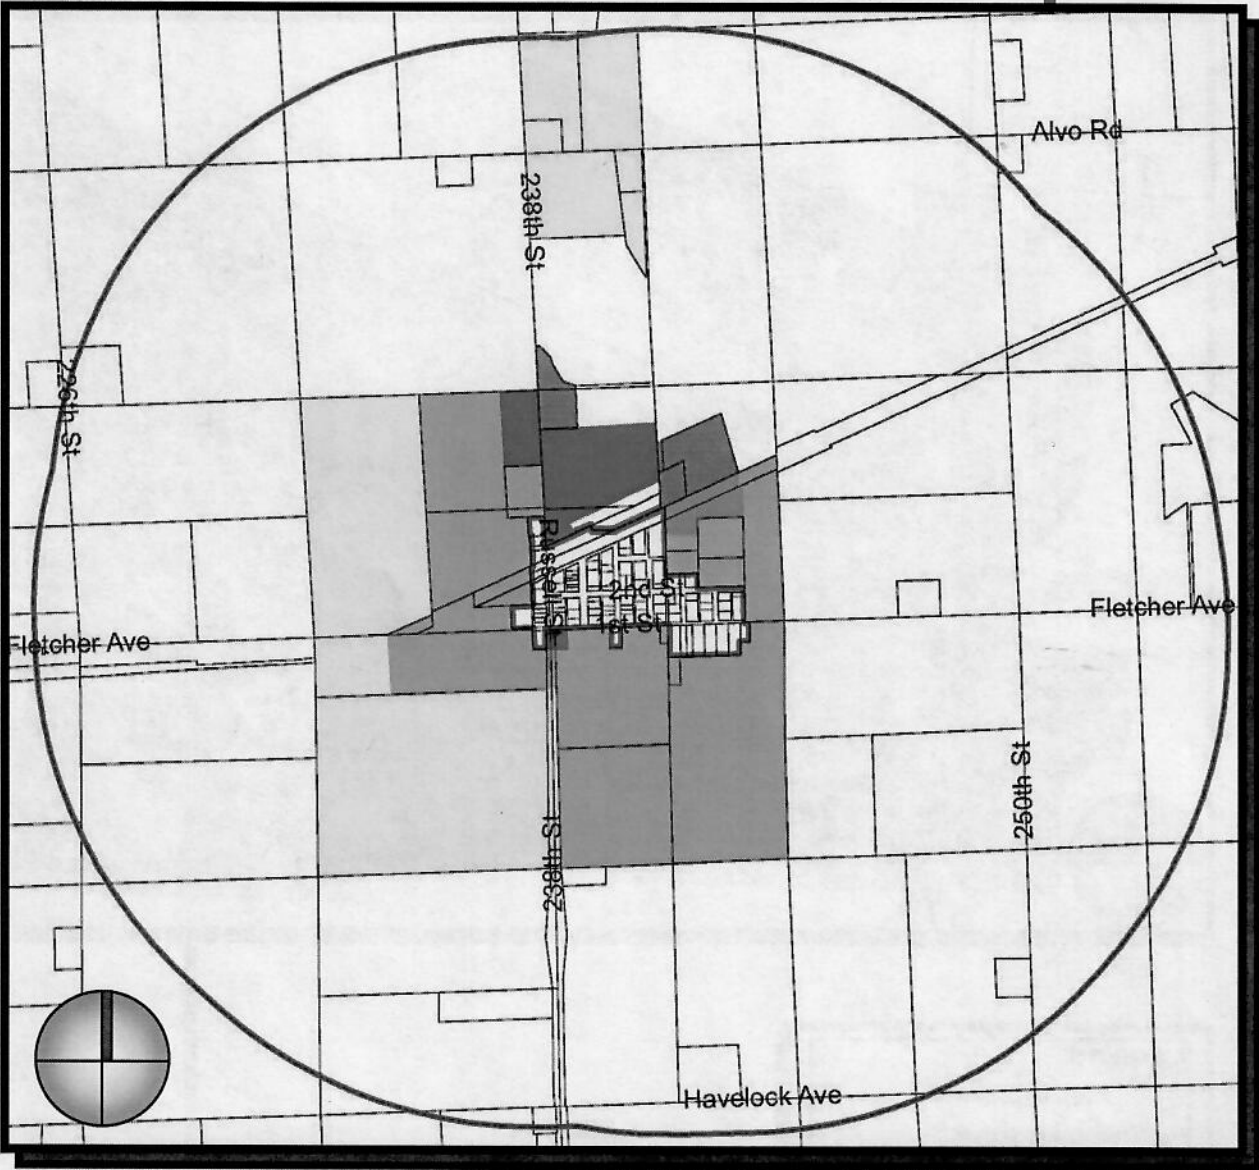 Alvo Rd
238th St
226th St
Russell St
2nd St
1st St
Fletcher Ave
Fletcher Ave
250th St
238th St
Havelock Ave